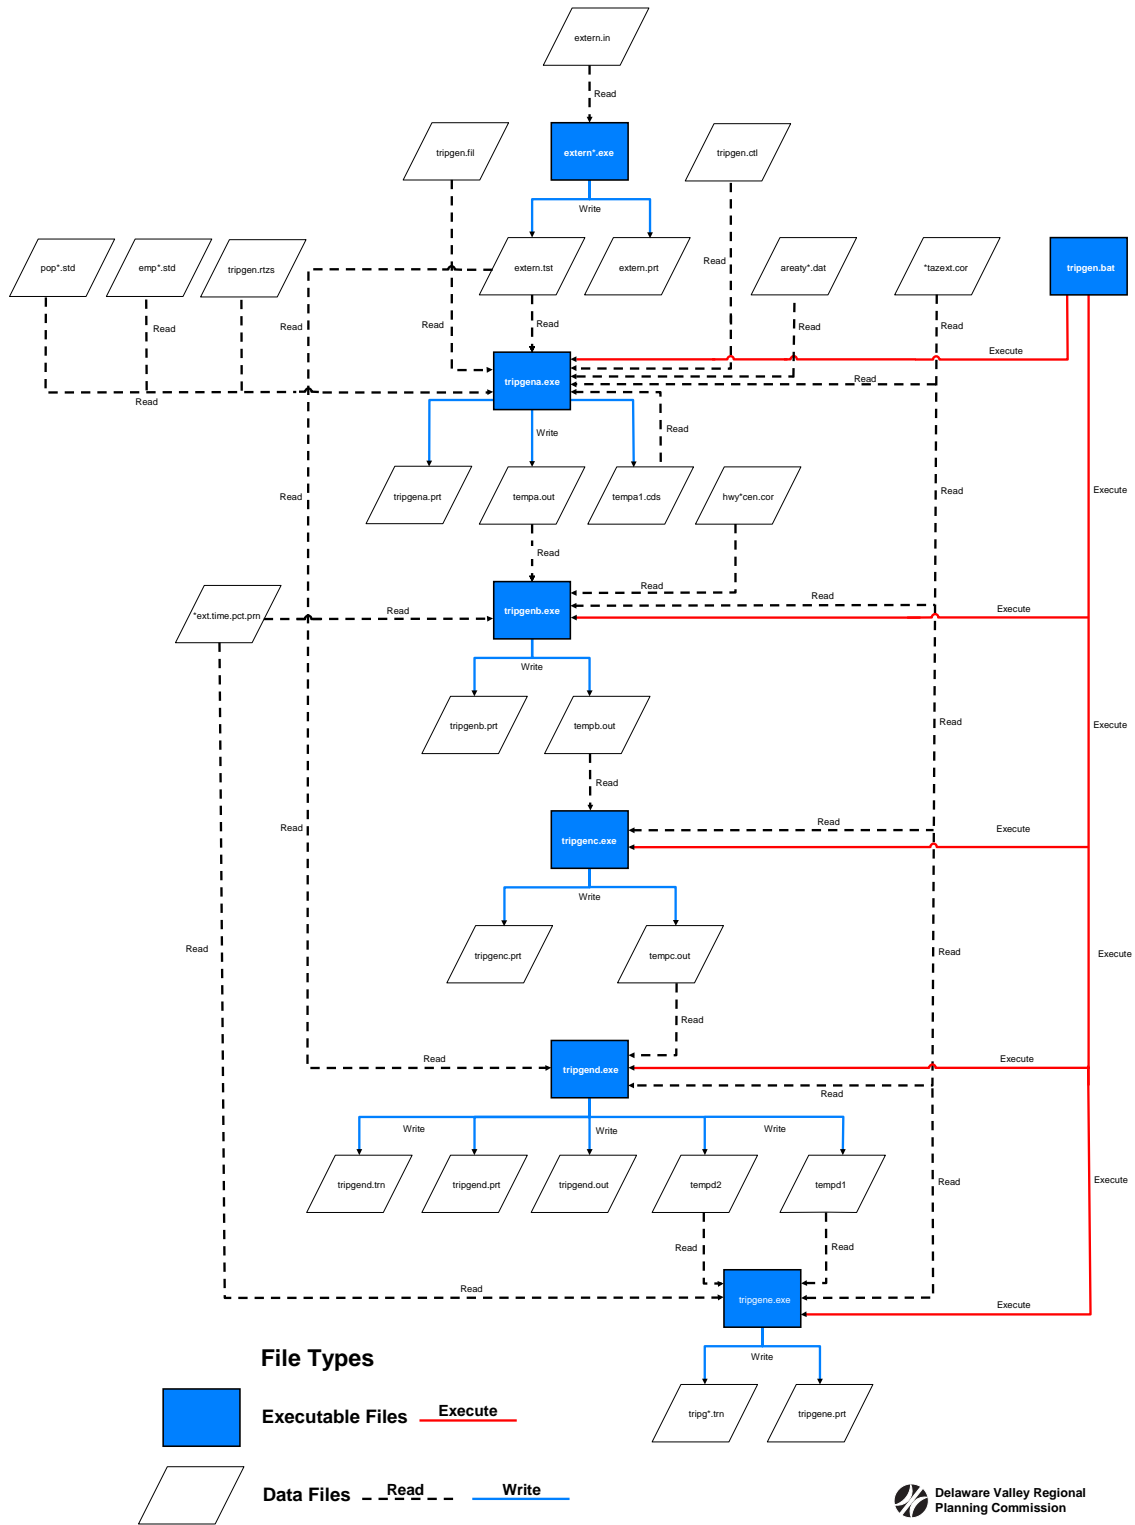 extern.in
Read
tripgen.fil
extern*.exe
tripgen.ctl
Write
pop*.std
emp*.std
tripgen.rtzs
extern.tst
extern.prt
Read
areaty*.dat
*tazext.cor
tripgen.bat
Read
Read
Read
Read
Read
Read
Read
Execute
tripgena.exe
Read
Read
Write
Read
Read
tripgena.prt
tempa.out
tempa1.cds
hwy*cen.cor
Execute
Read
Read
Read
Read
*ext.time.pct.prn
Read
tripgenb.exe
Read
Execute
Write
tripgenb.prt
tempb.out
Read
Execute
Read
Read
tripgenc.exe
Read
Execute
Write
Read
tripgenc.prt
tempc.out
Read
Execute
Read
Read
tripgend.exe
Execute
Read
Write
Write
Write
tripgend.trn
tripgend.prt
tripgend.out
tempd2
tempd1
Read
Execute
Read
Read
Read
tripgene.exe
Execute
Write
File Types
tripg*.trn
tripgene.prt
Executable Files
Execute
Data Files
Read
Write
Delaware Valley Regional
Planning Commission